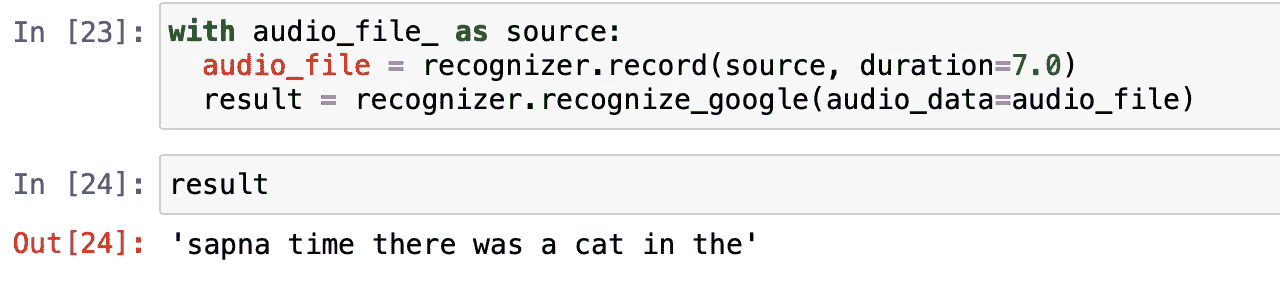 In [23]: with audio_file_ as source:
audio_file = recognizer.record(source, duration=7.0)
result = recognizer.recognize_google(audio_data=audio_file)
In [24]: result
Out[24]: 'sapna time there was a cat in the'